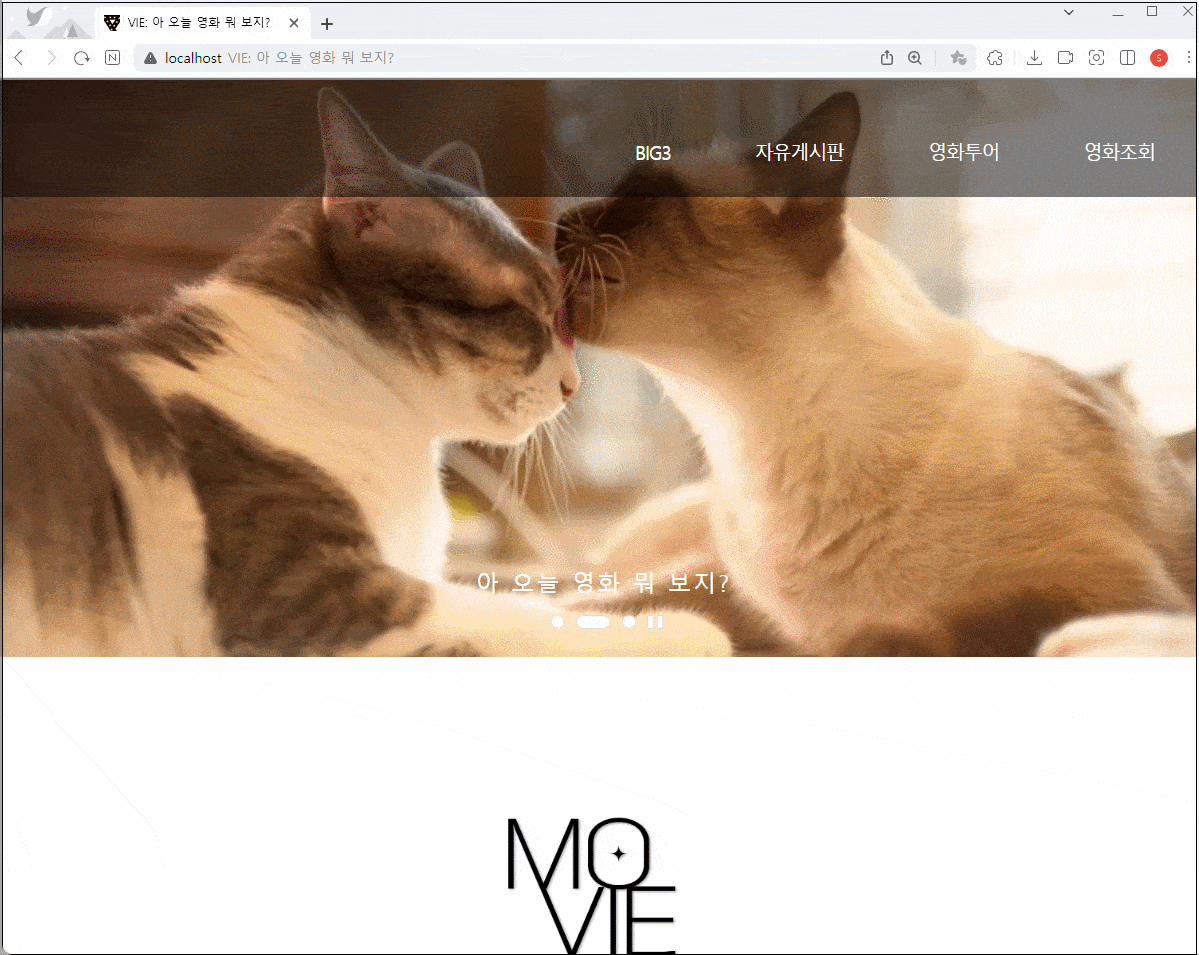 VIE: 아 오늘 영화 뭐 보지?
N
localhost VIE: 아 오늘 영화 뭐 보지?
S
BIG3 자유게시판 영화투어 영화조회
아 오늘 영화 뭐 보지?
MO
VIE